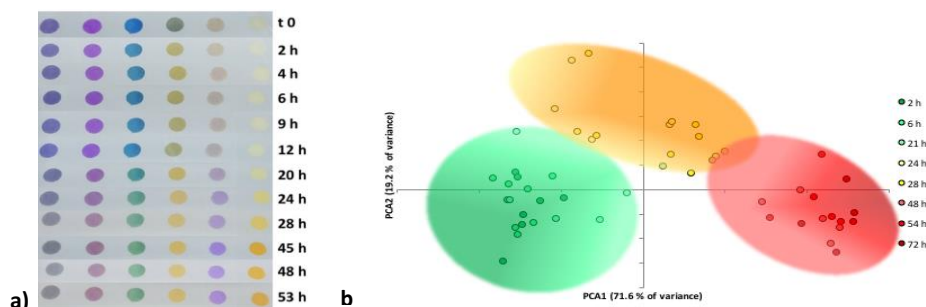 t 0
2 h
4 h
6 h
9 h
12 h
20 h
24 h
28 h
45 h
48 h
53 h
a)
PCA2 (19.2 % of variance)
PCA1 (71.6 % of variance)
2 h
6 h
21 h
24 h
28 h
48 h
54 h
72 h
b